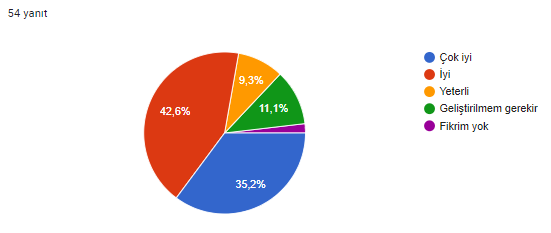 54 yanıt
Çok iyi
İyi
Yeterli
Geliştirilmem gerekir
Fikrim yok
9,3%
11,1%
42,6%
35,2%